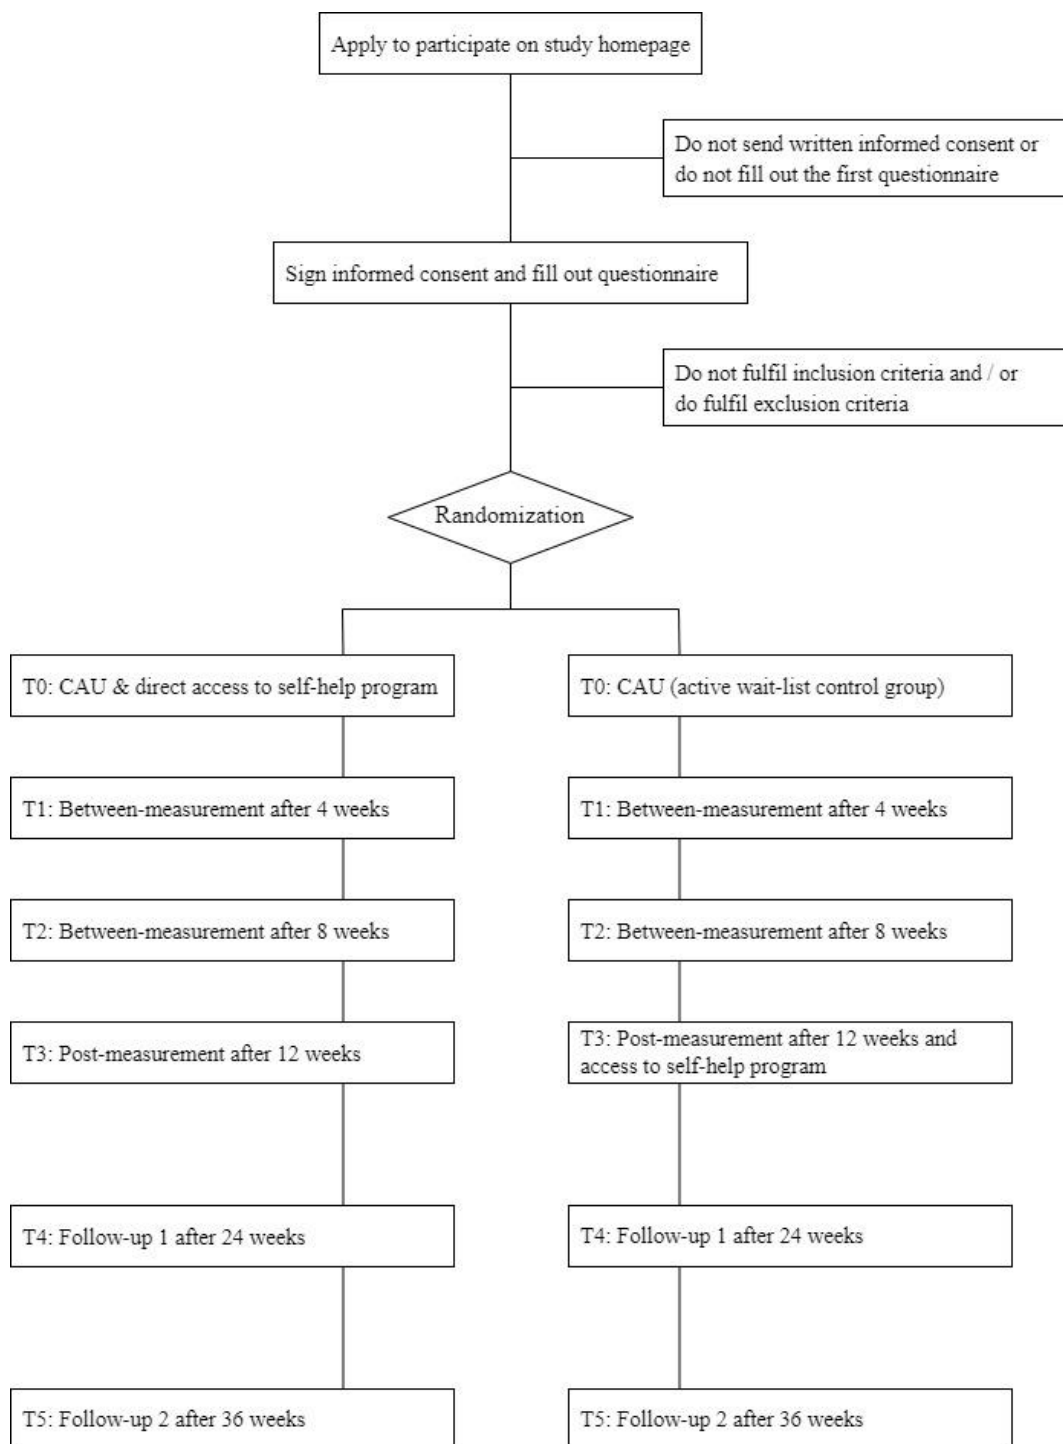 Apply to participate on study homepage
Do not send written informed consent or
do not fill out the first questionnaire
Sign informed consent and fill out questionnaire
Do not fulfil inclusion criteria and / or
do fulfil exclusion criteria
Randomization
T0: CAU & direct access to self-help program
T0: CAU (active wait-list control group)
T1: Between-measurement after 4 weeks
T1: Between-measurement after 4 weeks
T2: Between-measurement after 8 weeks
T2: Between-measurement after 8 weeks
T3: Post-measurement after 12 weeks
T3: Post-measurement after 12 weeks and
access to self-help program
T4: Follow-up 1 after 24 weeks
T4: Follow-up 1 after 24 weeks
T5: Follow-up 2 after 36 weeks
T5: Follow-up 2 after 36 weeks